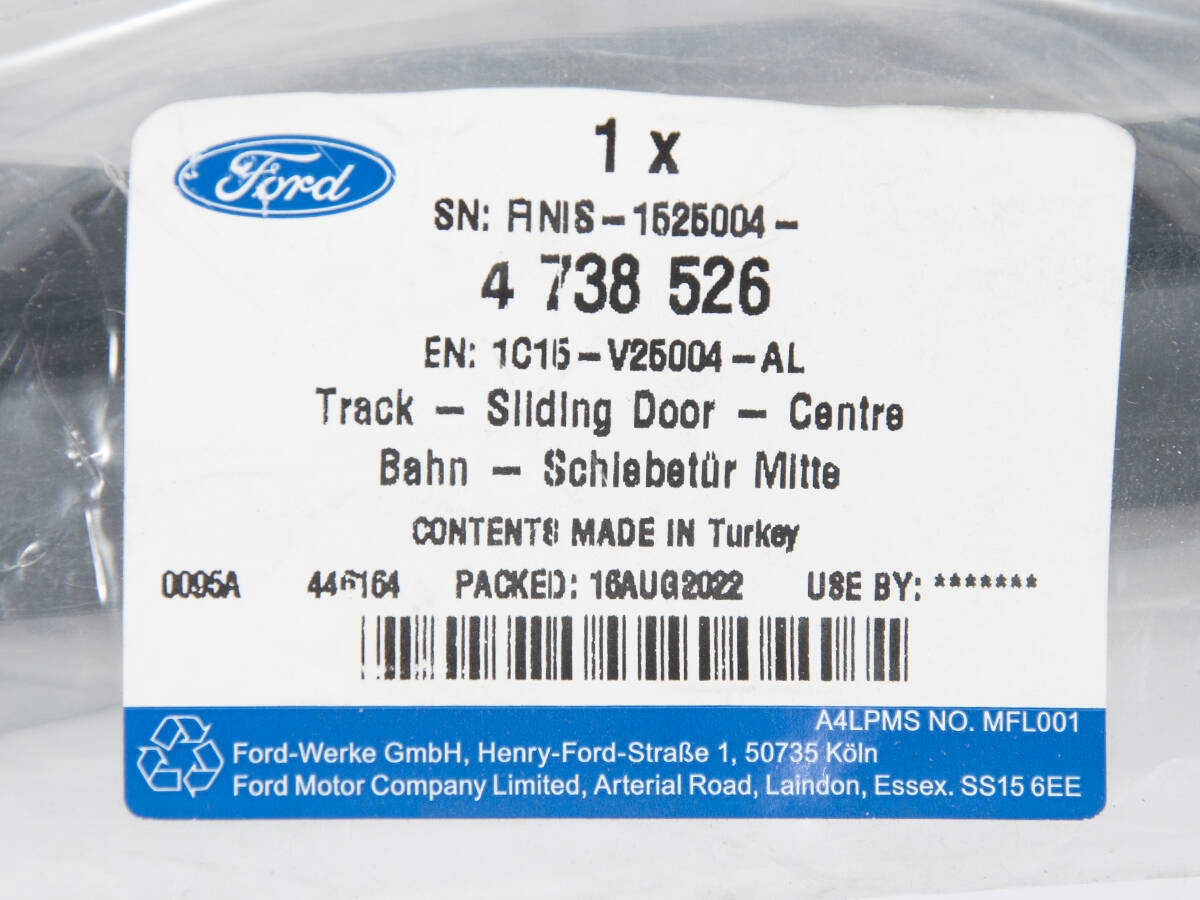 Ford
1 x
SN: FINIS-1525004-
4 738 526
EN: 1C15-V25004-AL
Track - Sliding Door - Centre
Bahn - Schiebetür Mitte
CONTENTS MADE IN Turkey
0095A 446164 PACKED: 16AUG2022 USE BY: *******
A4LPMS NO. MFL001
Ford-Werke GmbH, Henry-Ford-Straße 1, 50735 Köln
Ford Motor Company Limited, Arterial Road, Laindon, Essex. SS15 6EE